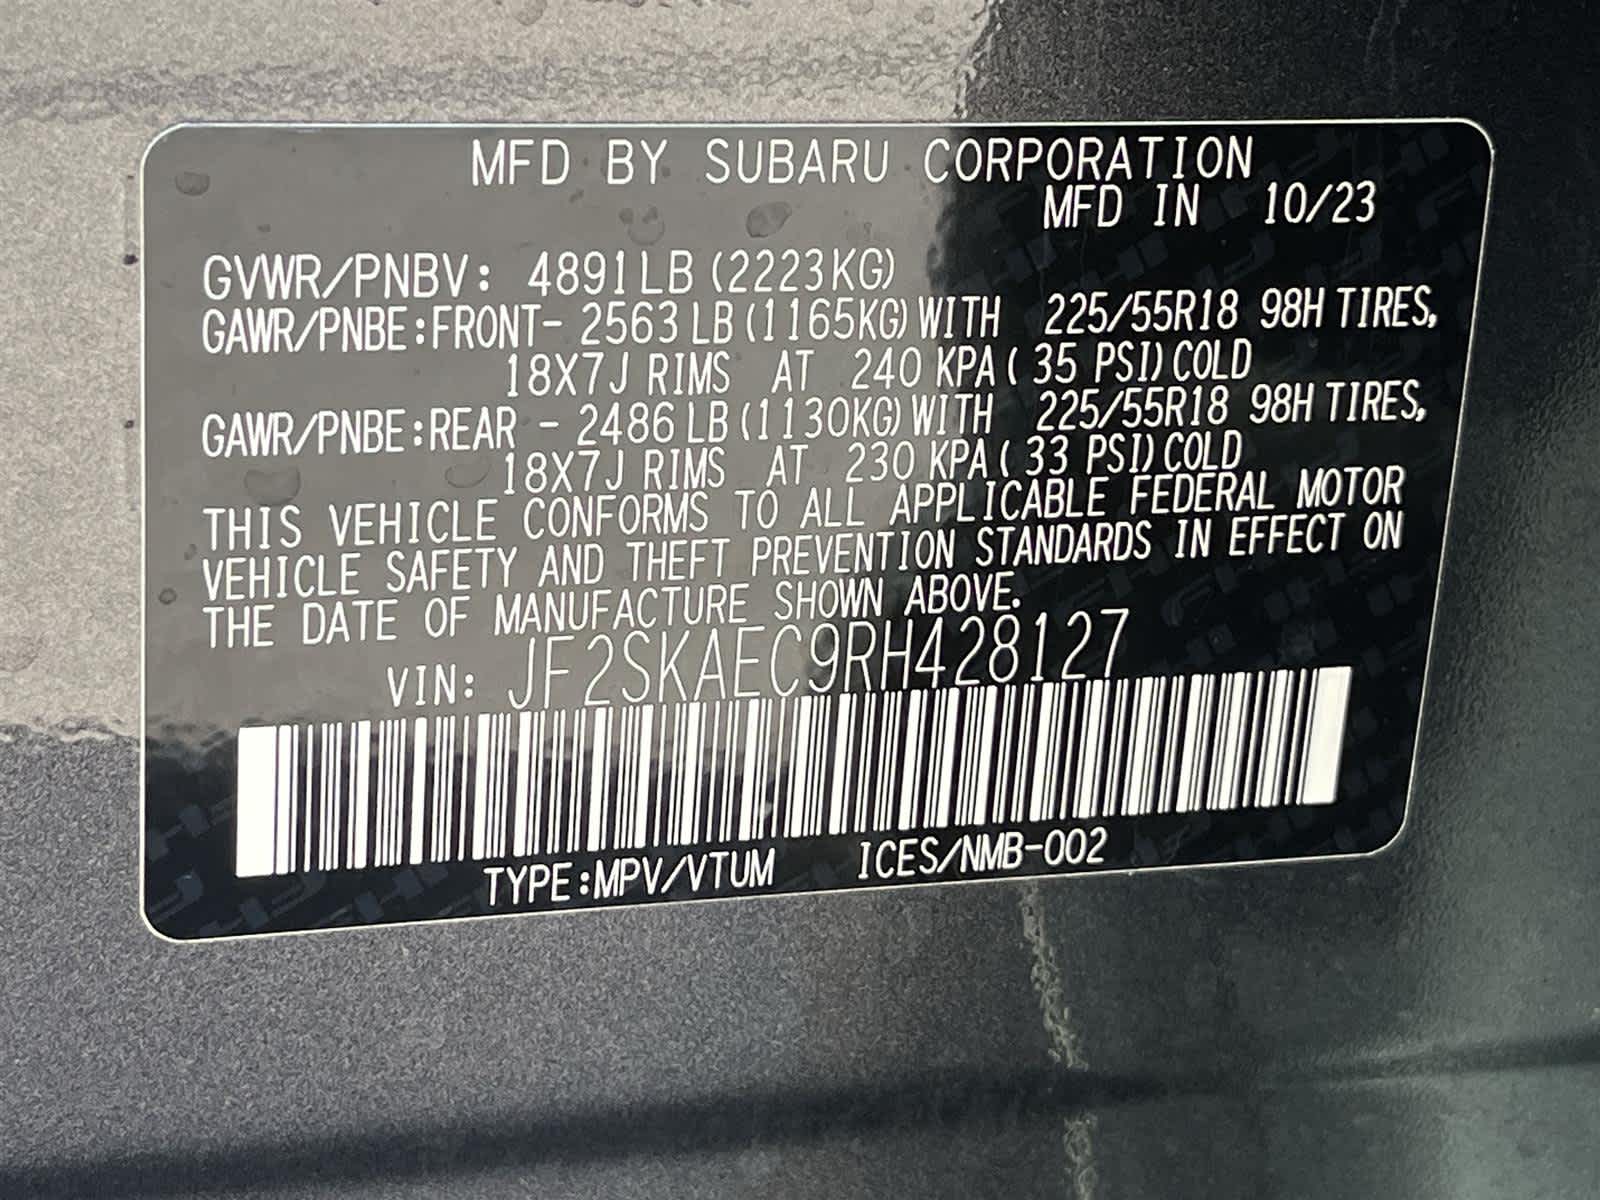 MFD BY SUBARU CORPORATION
MFD IN 10/23
GVWR/PNBV: 4891LB (2223KG)
GAWR/PNBE:FRONT- 2563 LB (1165KG) WITH 225/55R18 98H TIRES,
18X7J RIMS AT 240 KPA ( 35 PSI) COLD
GAWR/PNBE:REAR - 2486 LB (1130KG) WITH 225/55R18 98H TIRES,
18X7J RIMS AT 230 KPA ( 33 PSI) COLD
THIS VEHICLE CONFORMS TO ALL APPLICABLE FEDERAL MOTOR
VEHICLE SAFETY AND THEFT PREVENTION STANDARDS IN EFFECT ON
THE DATE OF MANUFACTURE SHOWN ABOVE.
VIN: JF2SKAEC9RH428127
TYPE:MPV/VTUM ICES/NMB-002